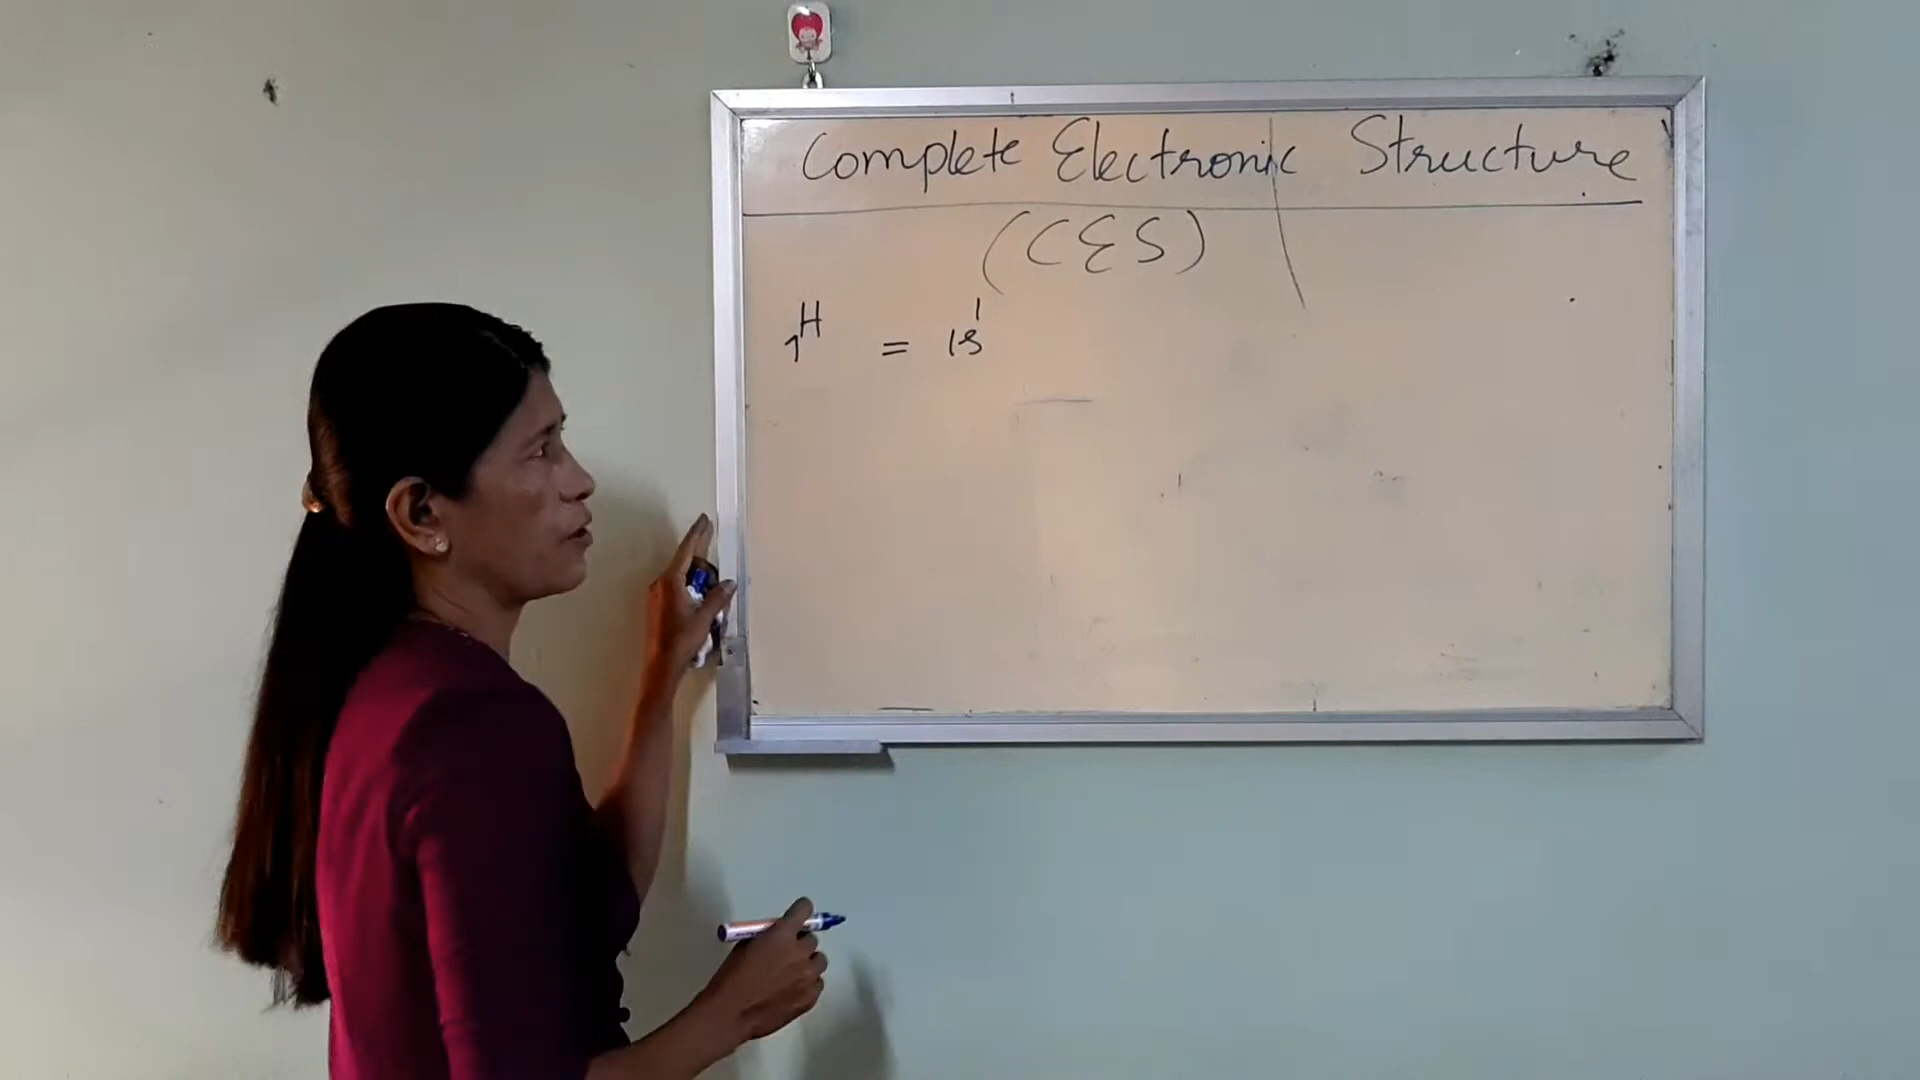 Complete Electronic Structure
(CES)
₁H = 1s¹